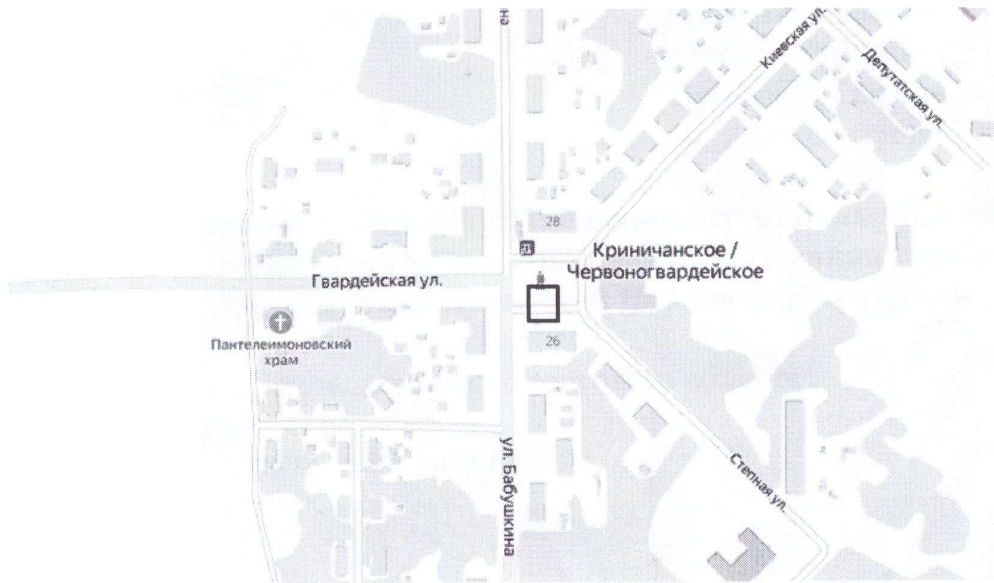 на
Киевская ул.
Депутатская ул.
28
Криничанское /
Червоногвардейское
Гвардейская ул.
Пантелеимоновский
храм
26
ул. Бабушкина
Степная ул.